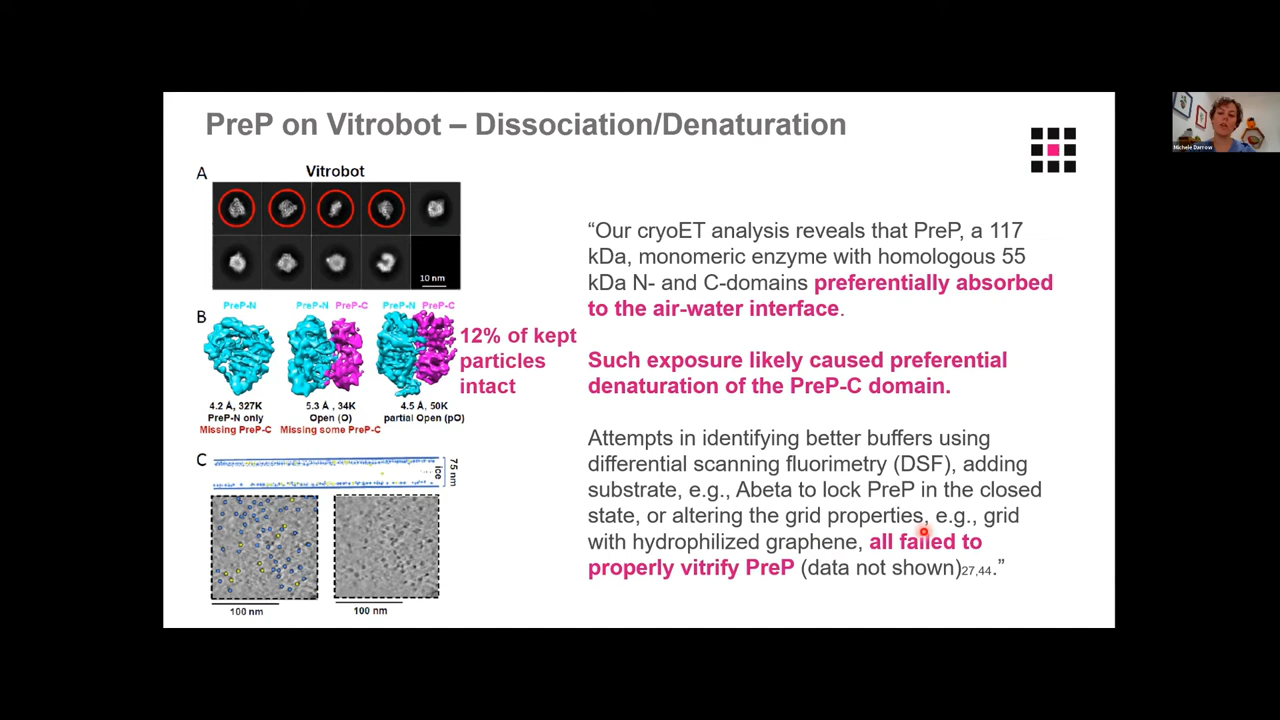 PreP on Vitrobot – Dissociation/Denaturation
A
Vitrobot
10 nm
B
PreP-N
PreP-N PreP-C
PreP-N PreP-C
4.2 Å, 327K
PreP-N only
Missing PreP-C
5.3 Å , 34K
Open (O)
Missing some PreP-C
4.5 Å, 50K
partial Open (pO)
12% of kept
particles
intact
C
ice
75 nm
100 nm
100 nm
“Our cryoET analysis reveals that PreP, a 117
kDa, monomeric enzyme with homologous 55
kDa N- and C-domains preferentially absorbed
to the air-water interface.
Such exposure likely caused preferential
denaturation of the PreP-C domain.
Attempts in identifying better buffers using
differential scanning fluorimetry (DSF), adding
substrate, e.g., Abeta to lock PreP in the closed
state, or altering the grid properties, e.g., grid
with hydrophilized graphene, all failed to
properly vitrify PreP (data not shown)27,44.”
Michele Darrow